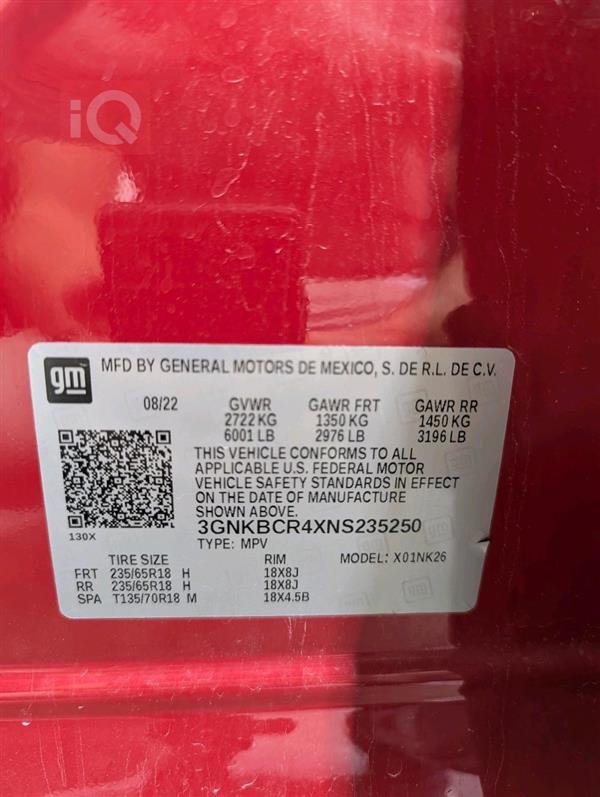 iQ
gm MFD BY GENERAL MOTORS DE MEXICO, S. DE R.L. DE C.V.
08/22 GVWR GAWR FRT GAWR RR
2722 KG 1350 KG 1450 KG
6001 LB 2976 LB 3196 LB
THIS VEHICLE CONFORMS TO ALL
APPLICABLE U.S. FEDERAL MOTOR
VEHICLE SAFETY STANDARDS IN EFFECT
ON THE DATE OF MANUFACTURE
SHOWN ABOVE.
130X 3GNKBCR4XNS235250
TYPE: MPV
TIRE SIZE RIM MODEL: X01NK26
FRT 235/65R18 H 18X8J
RR 235/65R18 H 18X8J
SPA T135/70R18 M 18X4.5B